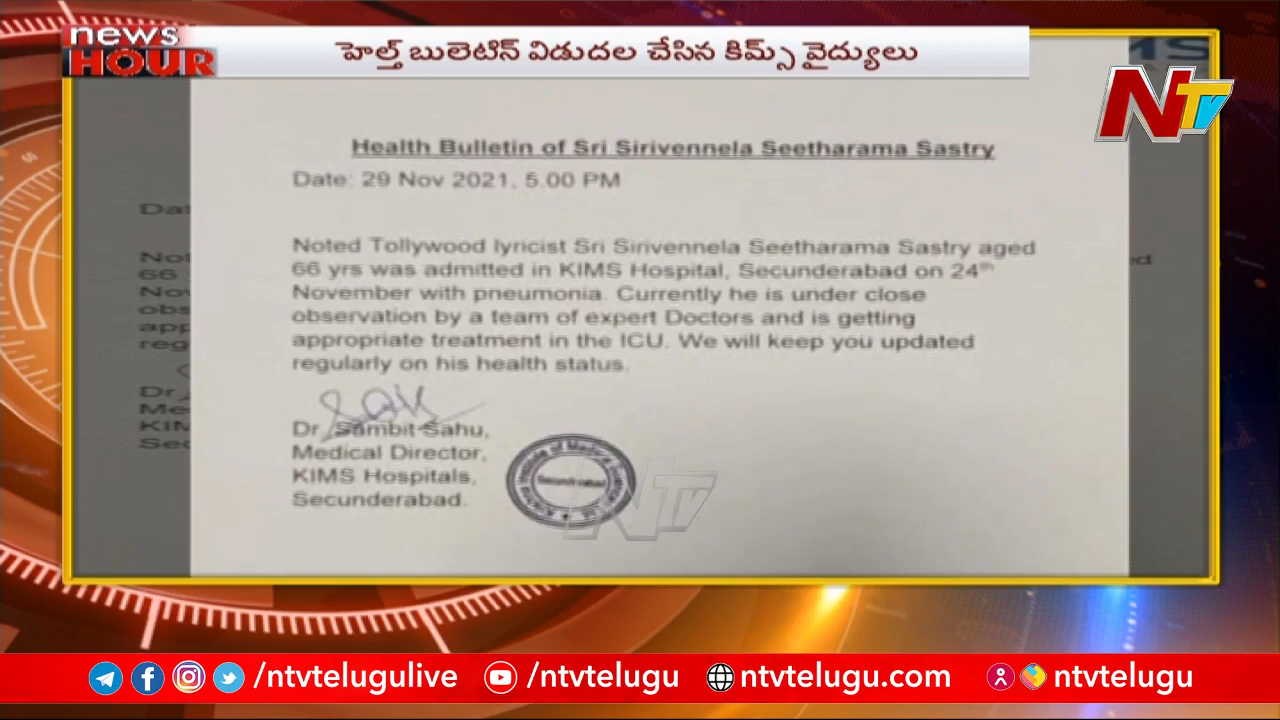 news
HOUR
హెల్త్ బులెటిన్ విడుదల చేసిన కిమ్స్ వైద్యులు
NTV
Health Bulletin of Sri Sirivennela Seetharama Sastry
Date: 29 Nov 2021, 5.00 PM
Noted Tollywood lyricist Sri Sirivennela Seetharama Sastry aged
66 yrs was admitted in KIMS Hospital, Secunderabad on 24th
November with pneumonia. Currently he is under close
observation by a team of expert Doctors and is getting
appropriate treatment in the ICU. We will keep you updated
regularly on his health status.
Dr. Sambit Sahu,
Medical Director,
KIMS Hospitals,
Secunderabad.
Secunderabad
NTV
/ntvtelugulive
/ntvtelugu
ntvtelugu.com
ntvtelugu